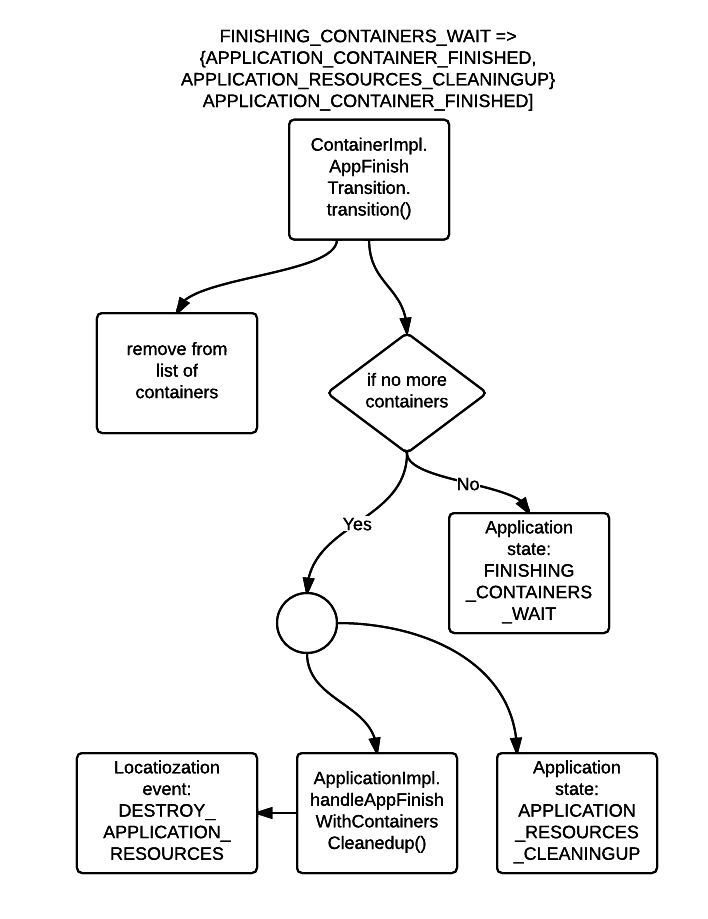 FINISHING_CONTAINERS_WAIT =>
{APPLICATION_CONTAINER_FINISHED,
APPLICATION_RESOURCES_CLEANINGUP}
APPLICATION_CONTAINER_FINISHED]
ContainerImpl.
AppFinish
Transition.
transition()
remove from
list of
containers
if no more
containers
No
Yes
Application
state:
FINISHING
_CONTAINERS
_WAIT
Locatiozation
event:
DESTROY_
APPLICATION_
RESOURCES
ApplicationImpl.
handleAppFinish
WithContainers
Cleanedup()
Application
state:
APPLICATION
_RESOURCES
_CLEANINGUP